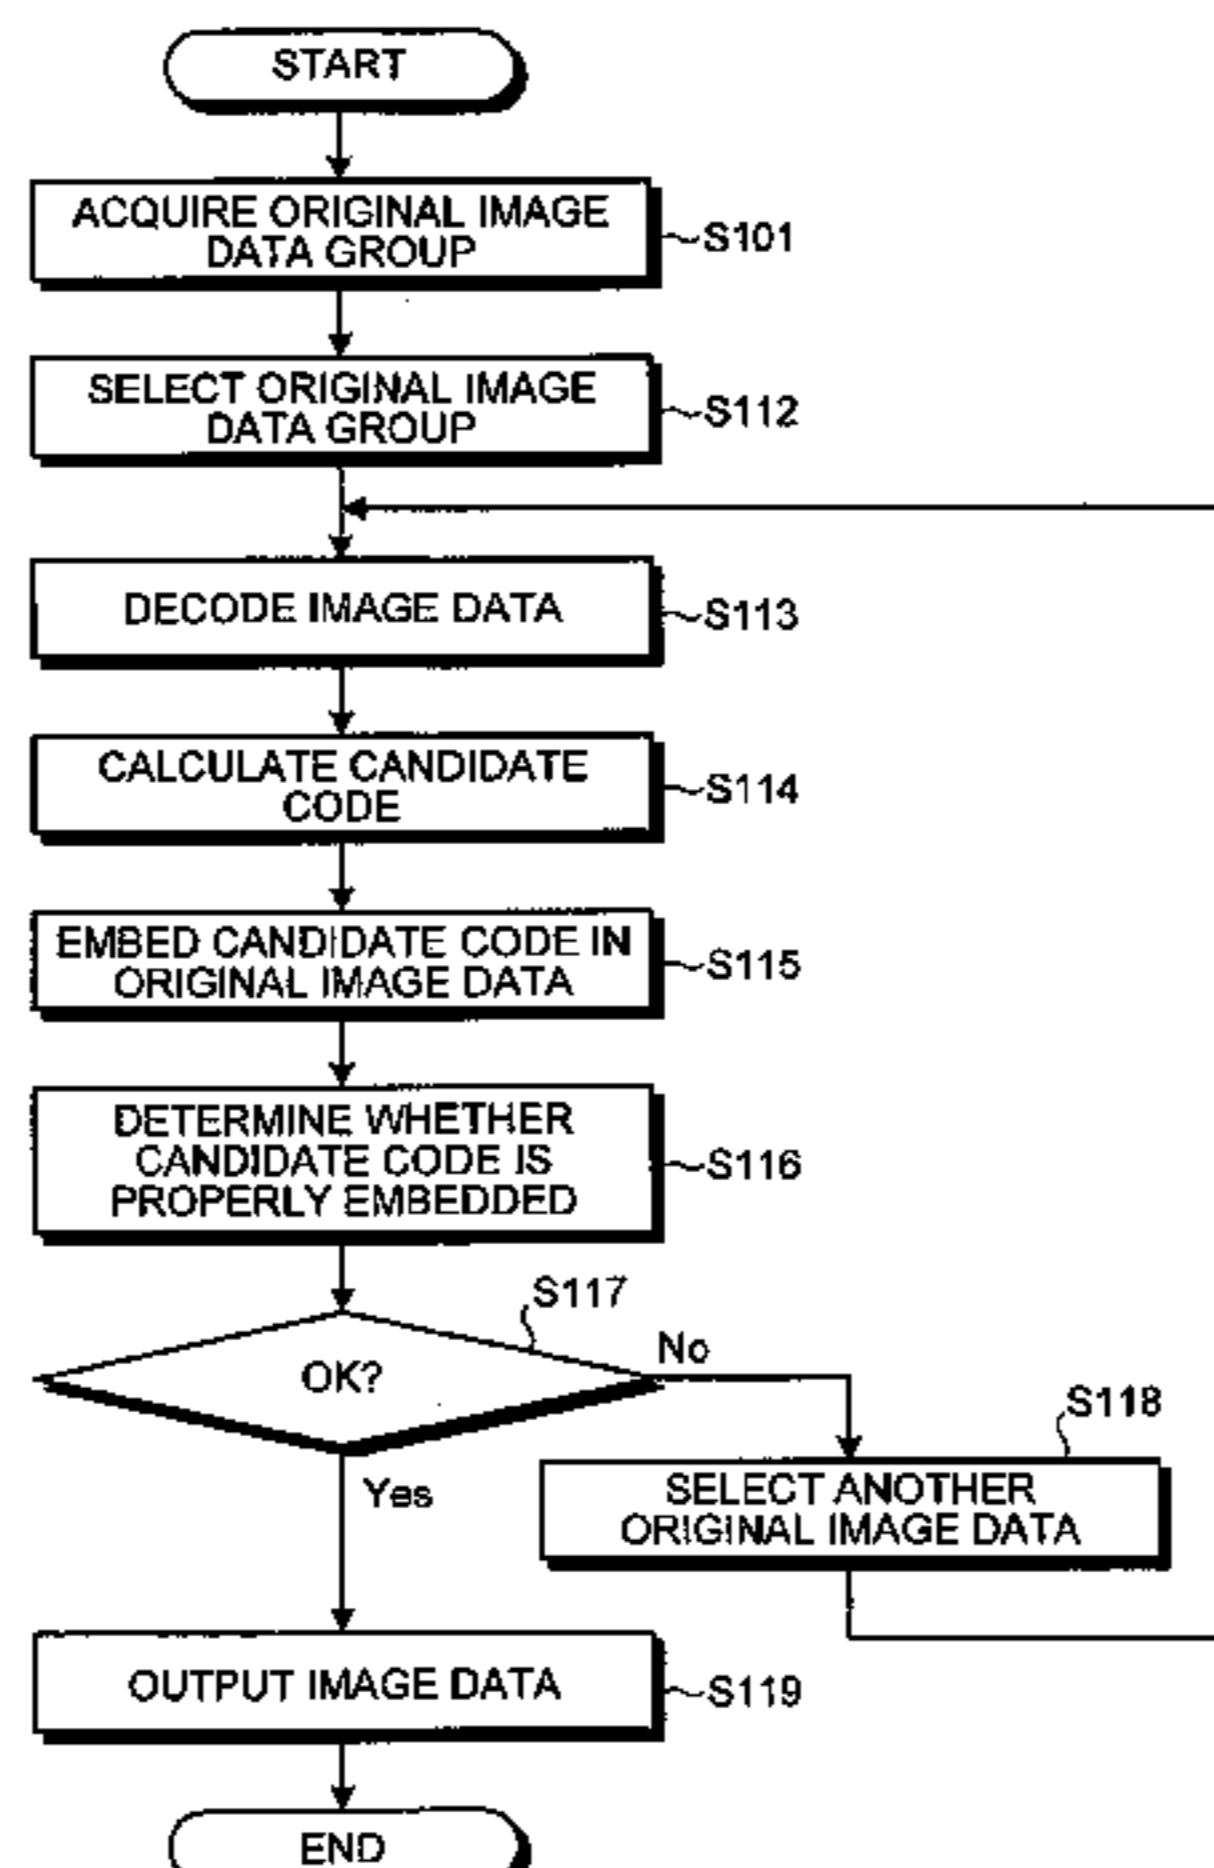 START
ACQUIRE ORIGINAL IMAGE
DATA GROUP
S101
SELECT ORIGINAL IMAGE
DATA GROUP
S112
DECODE IMAGE DATA
S113
CALCULATE CANDIDATE
CODE
S114
EMBED CANDIDATE CODE IN
ORIGINAL IMAGE DATA
S115
DETERMINE WHETHER
CANDIDATE CODE IS
PROPERLY EMBEDDED
S116
S117
OK?
No
Yes
S118
SELECT ANOTHER
ORIGINAL IMAGE DATA
OUTPUT IMAGE DATA
S119
END